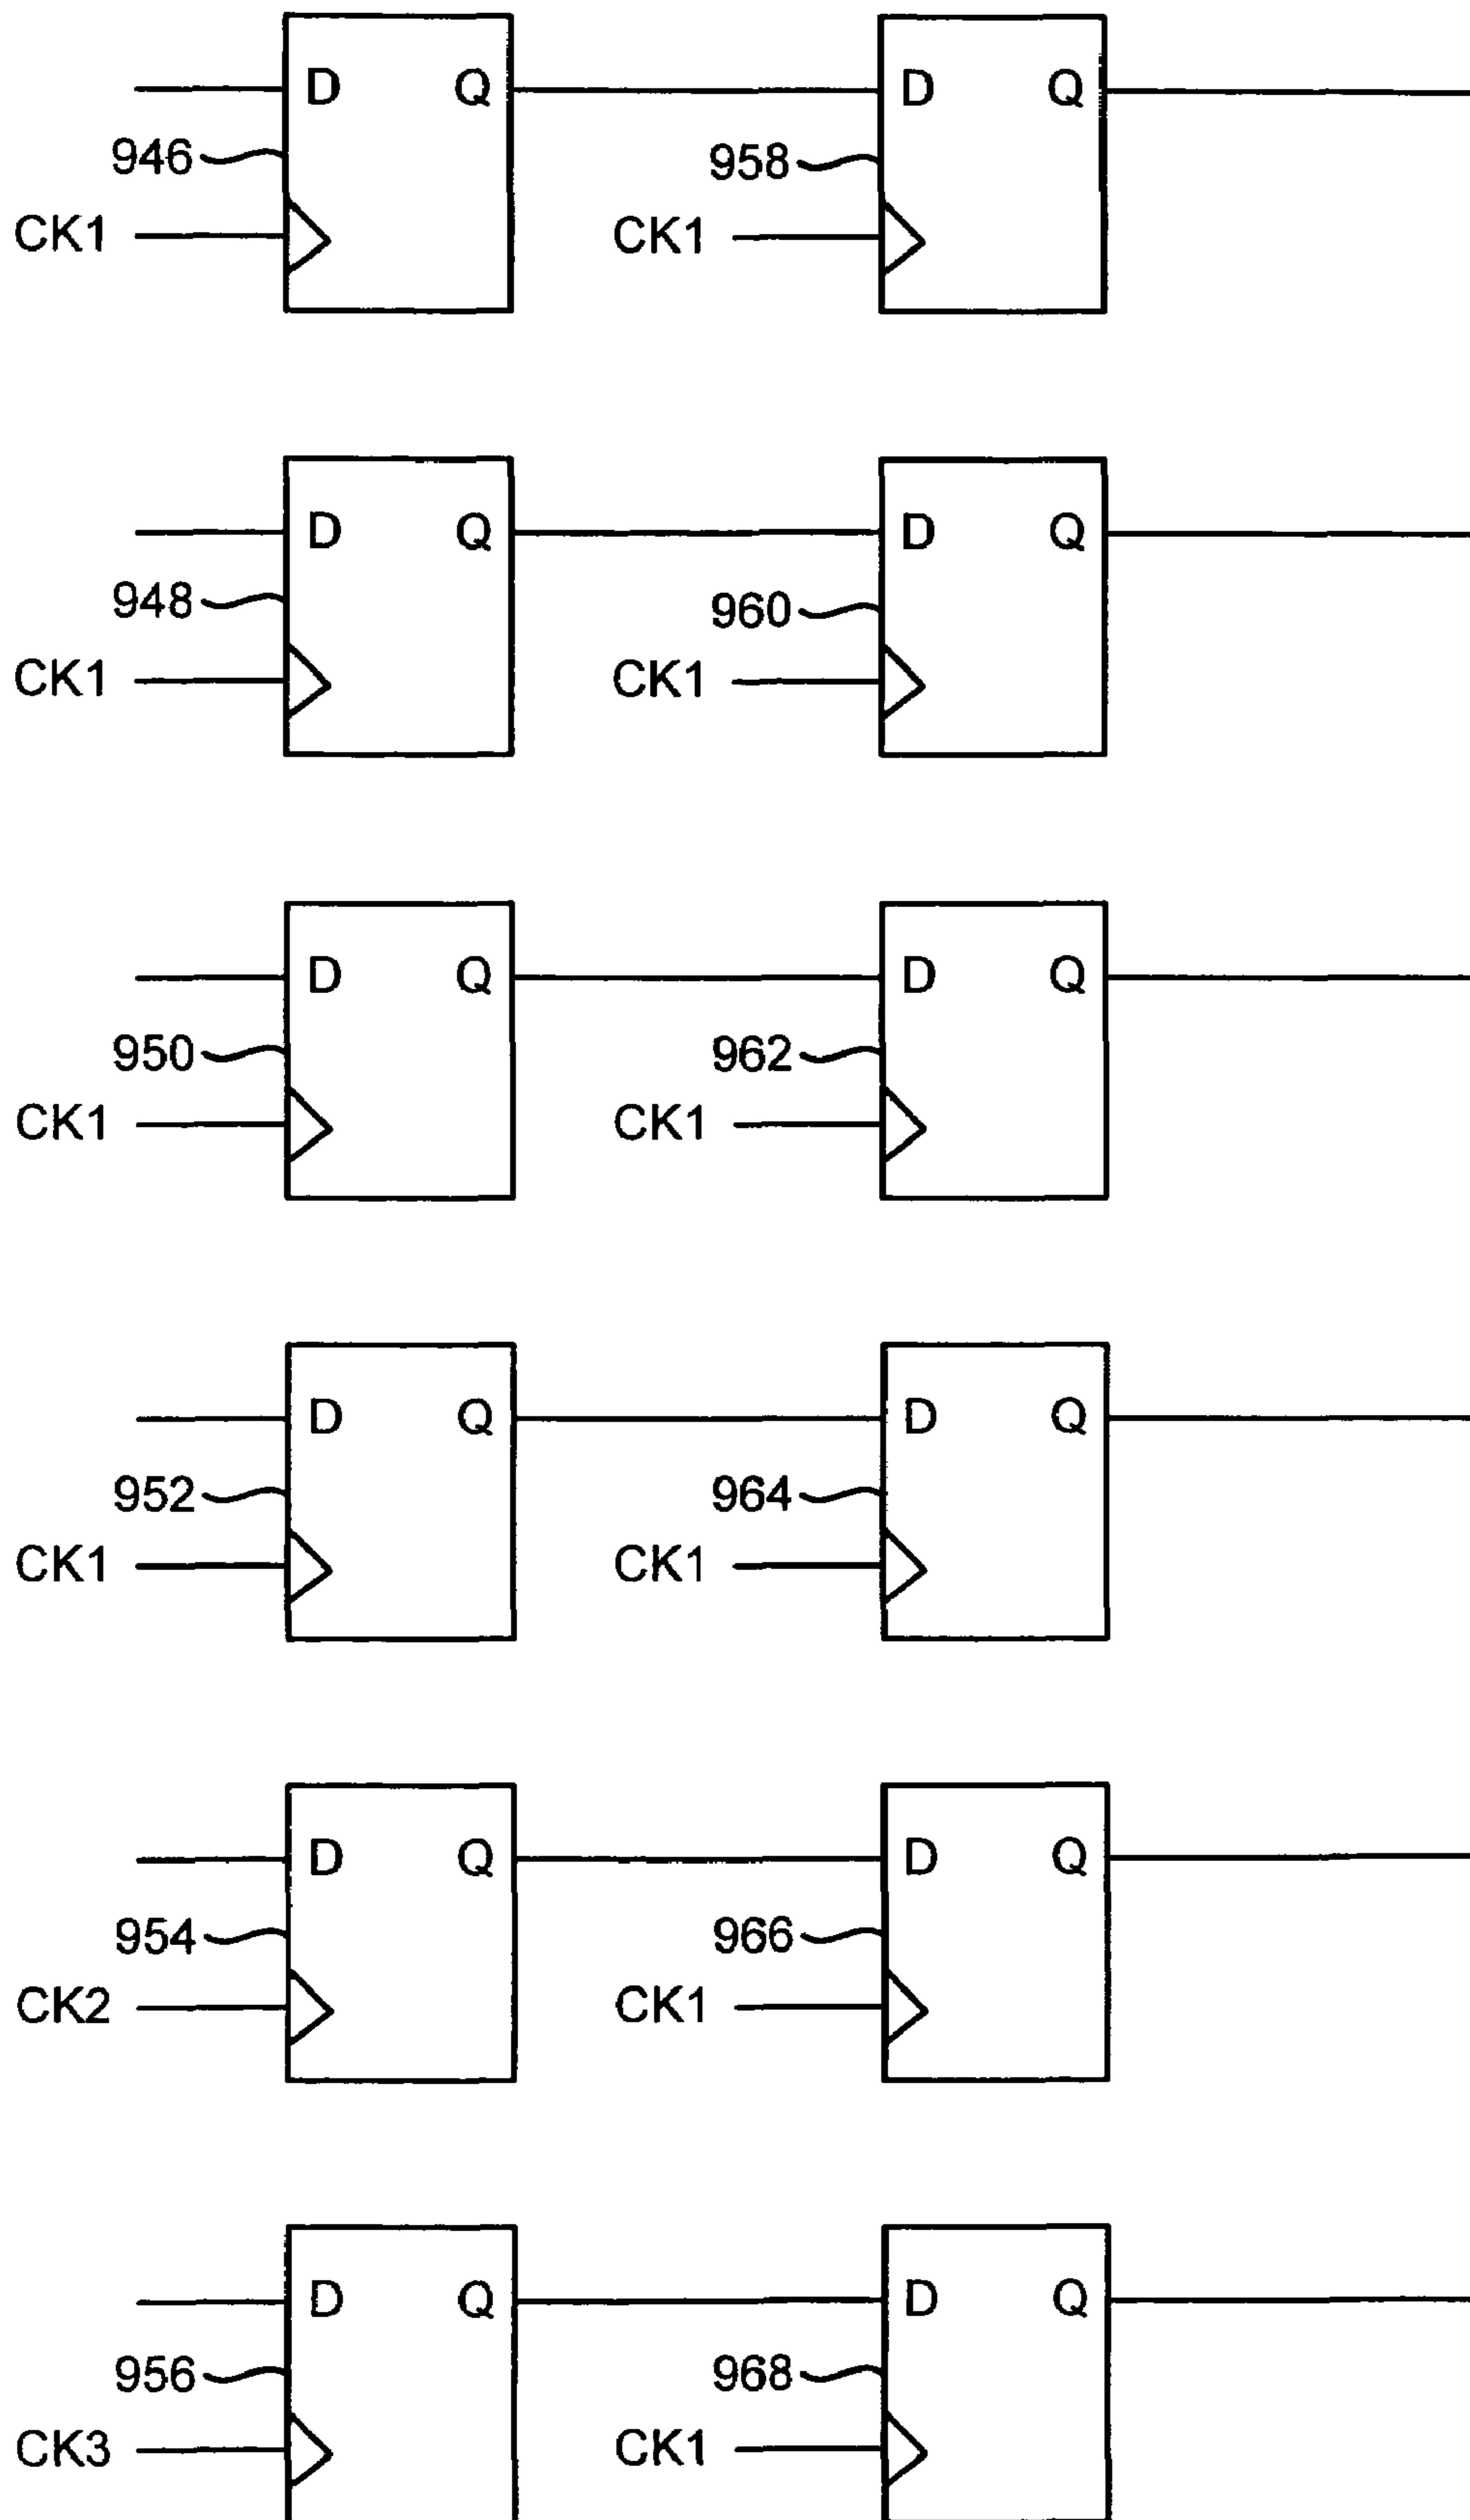 D Q D Q
946 958
CK1 CK1
D Q D Q
948 960
CK1 CK1
D Q D Q
950 962
CK1 CK1
D Q D Q
952 964
CK1 CK1
D Q D Q
954 966
CK2 CK1
D Q D Q
956 968
CK3 CK1